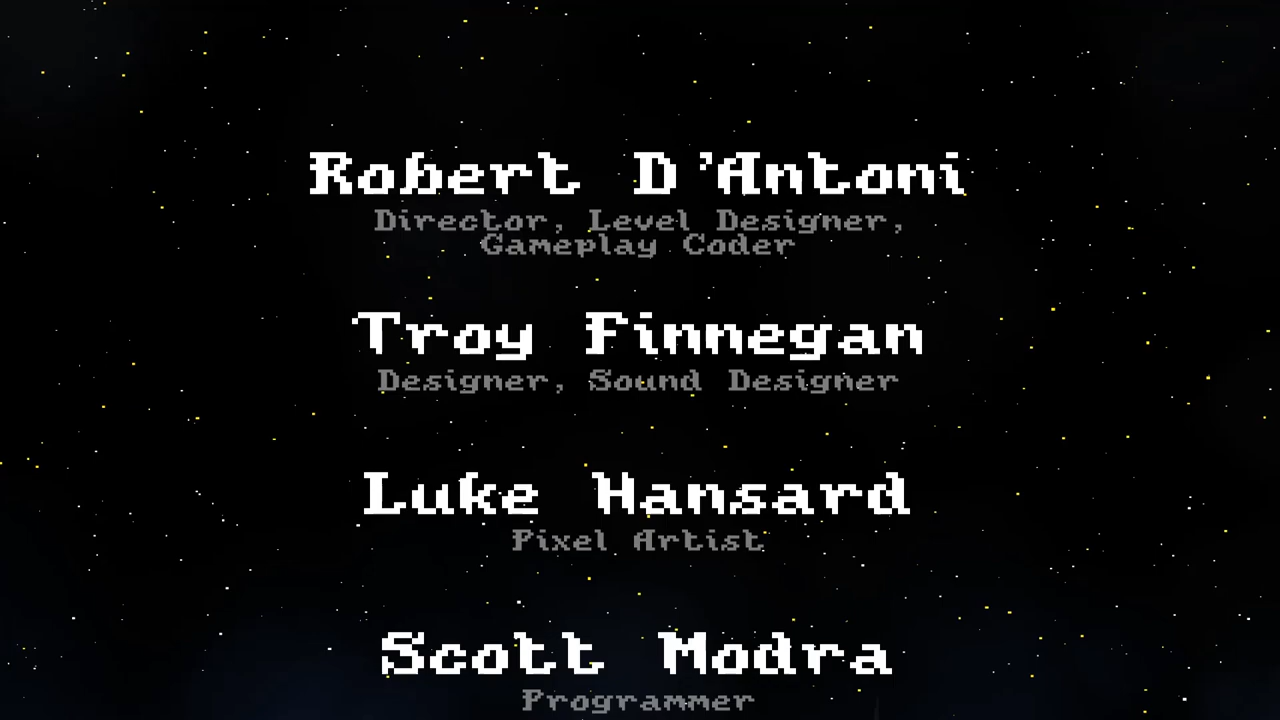 Robert D'Antoni
Director, Level Designer,
Gameplay Coder
Troy Finnegan
Designer, Sound Designer
Luke Hansard
Pixel Artist
Scott Modra
Programmer